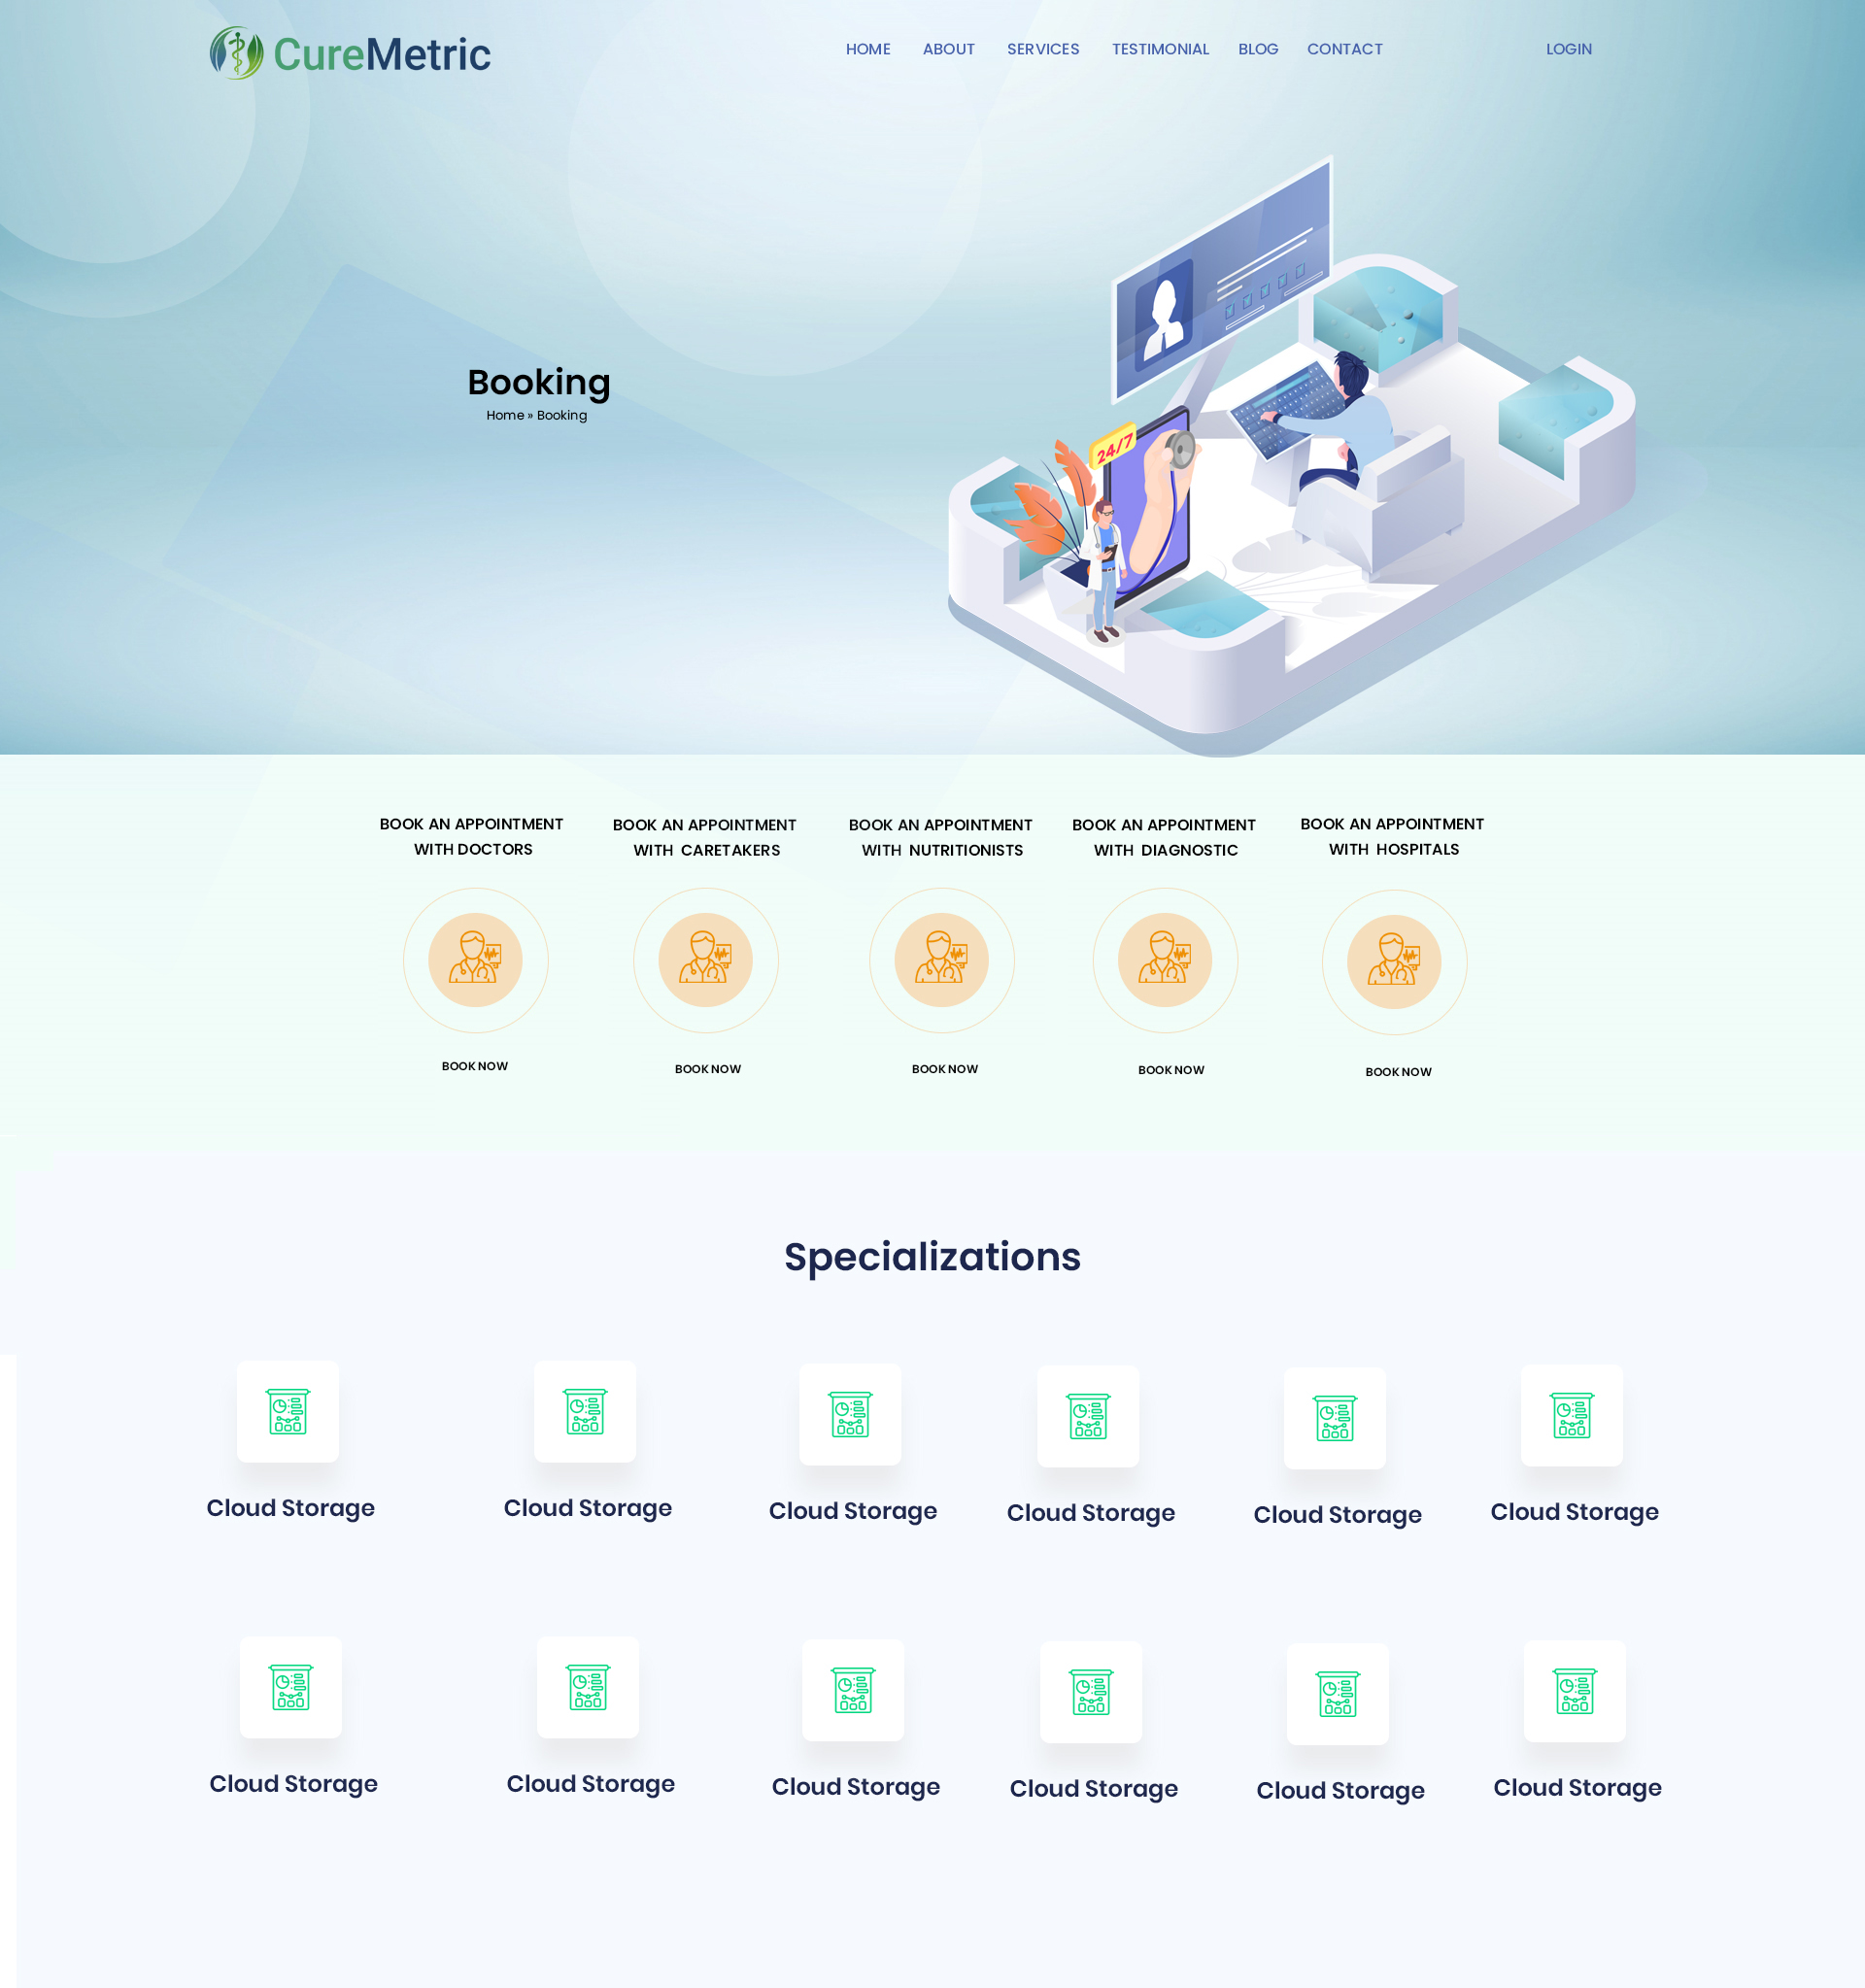 CureMetric
HOME ABOUT SERVICES TESTIMONIAL BLOG CONTACT LOGIN
24/7
Booking
Home » Booking
BOOK AN APPOINTMENT
WITH DOCTORS
BOOK AN APPOINTMENT
WITH CARETAKERS
BOOK AN APPOINTMENT
WITH NUTRITIONISTS
BOOK AN APPOINTMENT
WITH DIAGNOSTIC
BOOK AN APPOINTMENT
WITH HOSPITALS
BOOK NOW
BOOK NOW
BOOK NOW
BOOK NOW
BOOK NOW
Specializations
Cloud Storage
Cloud Storage
Cloud Storage
Cloud Storage
Cloud Storage
Cloud Storage
Cloud Storage
Cloud Storage
Cloud Storage
Cloud Storage
Cloud Storage
Cloud Storage